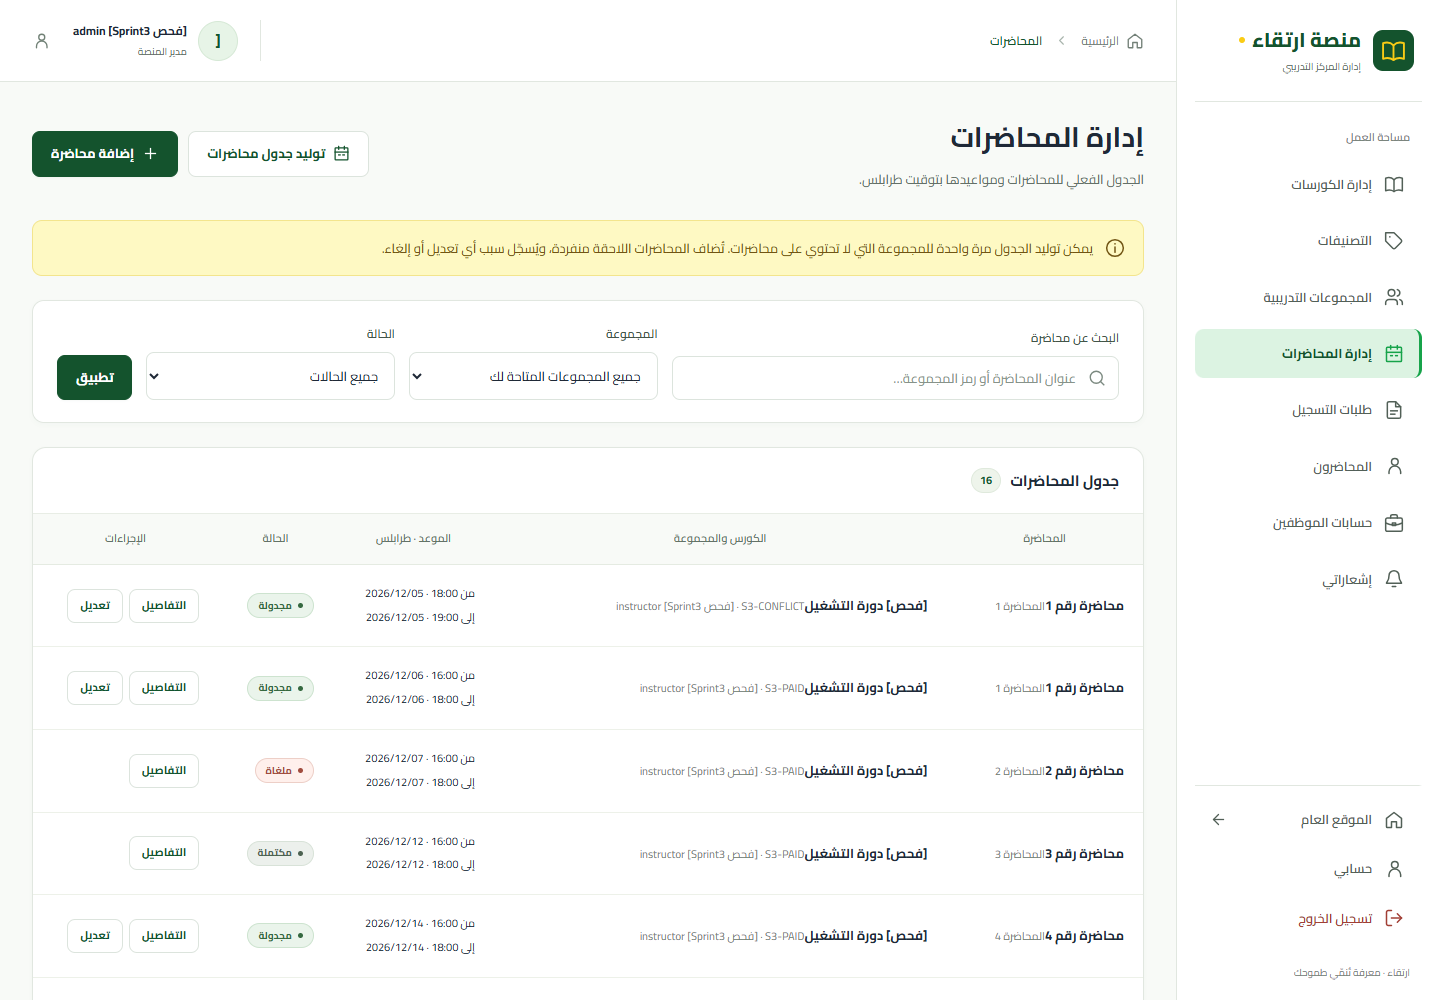 منصة ارتقاء
إدارة المركز التدريبي
مساحة العمل
إدارة الكورسات
التصنيفات
المجموعات التدريبية
إدارة المحاضرات
طلبات التسجيل
المحاضرون
حسابات الموظفين
إشعاراتي
الموقع العام
حسابي
تسجيل الخروج
ارتقاء · معرفة تُنمّي طموحك
الرئيسية
المحاضرات
[
admin [Sprint3 فحص]
مدير المنصة
إدارة المحاضرات
الجدول الفعلي للمحاضرات ومواعيدها بتوقيت طرابلس.
توليد جدول محاضرات
إضافة محاضرة
يمكن توليد الجدول مرة واحدة للمجموعة التي لا تحتوي على محاضرات. تُضاف المحاضرات اللاحقة منفردة، ويُسجّل سبب أي تعديل أو إلغاء.
البحث عن محاضرة
عنوان المحاضرة أو رمز المجموعة...
المجموعة
جميع المجموعات المتاحة لك
الحالة
جميع الحالات
تطبيق
جدول المحاضرات 16
المحاضرة الكورس والمجموعة الموعد · طرابلس الحالة الإجراءات
محاضرة رقم 1 المحاضرة 1 [فحص] دورة التشغيل S3-CONFLICT · [فحص Sprint3] instructor من 18:00 · 2026/12/05 مجدولة التفاصيل تعديل
إلى 19:00 · 2026/12/05
محاضرة رقم 1 المحاضرة 1 [فحص] دورة التشغيل S3-PAID · [فحص Sprint3] instructor من 16:00 · 2026/12/06 مجدولة التفاصيل تعديل
إلى 18:00 · 2026/12/06
محاضرة رقم 2 المحاضرة 2 [فحص] دورة التشغيل S3-PAID · [فحص Sprint3] instructor من 16:00 · 2026/12/07 ملغاة التفاصيل
إلى 18:00 · 2026/12/07
محاضرة رقم 3 المحاضرة 3 [فحص] دورة التشغيل S3-PAID · [فحص Sprint3] instructor من 16:00 · 2026/12/12 مكتملة التفاصيل
إلى 18:00 · 2026/12/12
محاضرة رقم 4 المحاضرة 4 [فحص] دورة التشغيل S3-PAID · [فحص Sprint3] instructor من 16:00 · 2026/12/14 مجدولة التفاصيل تعديل
إلى 18:00 · 2026/12/14